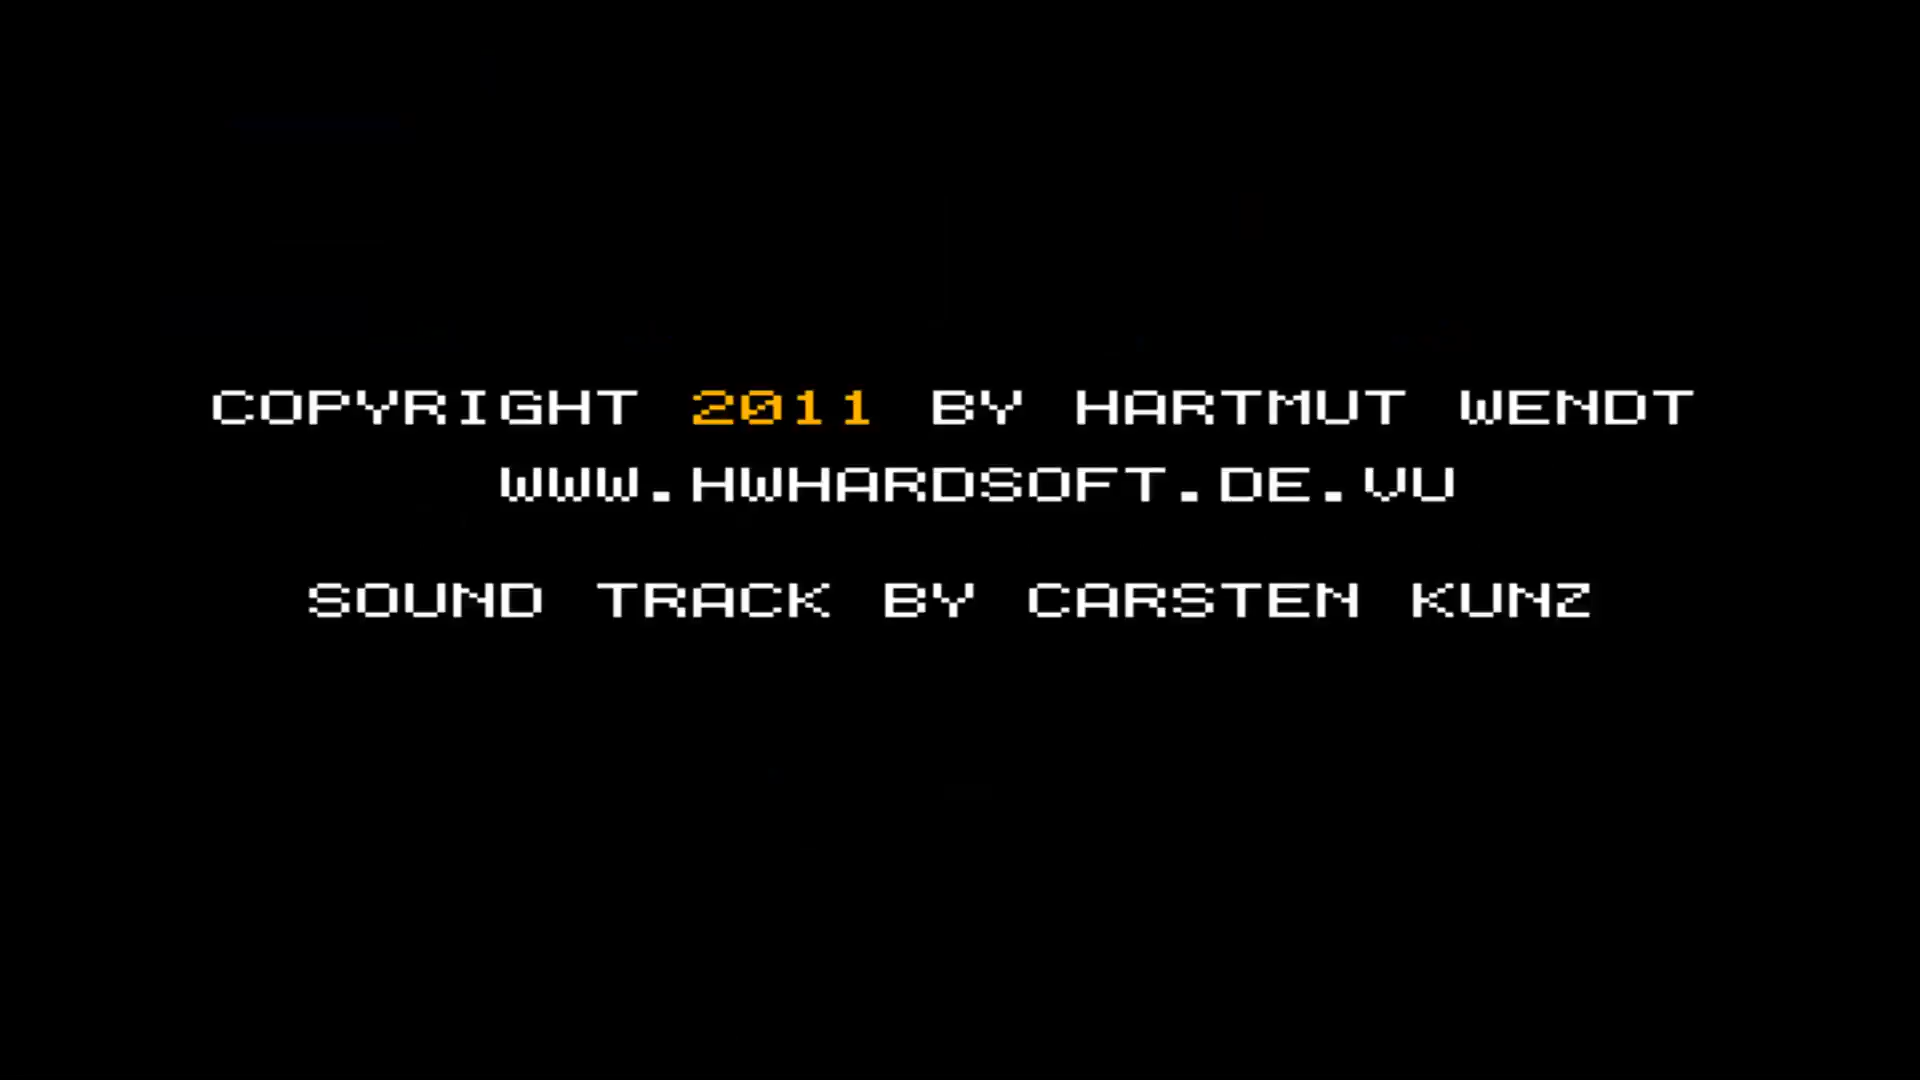 COPYRIGHT 2011 BY HARTMUT WENDT
WWW.HWHARDSOFT.DE.VU
SOUND TRACK BY CARSTEN KUNZ